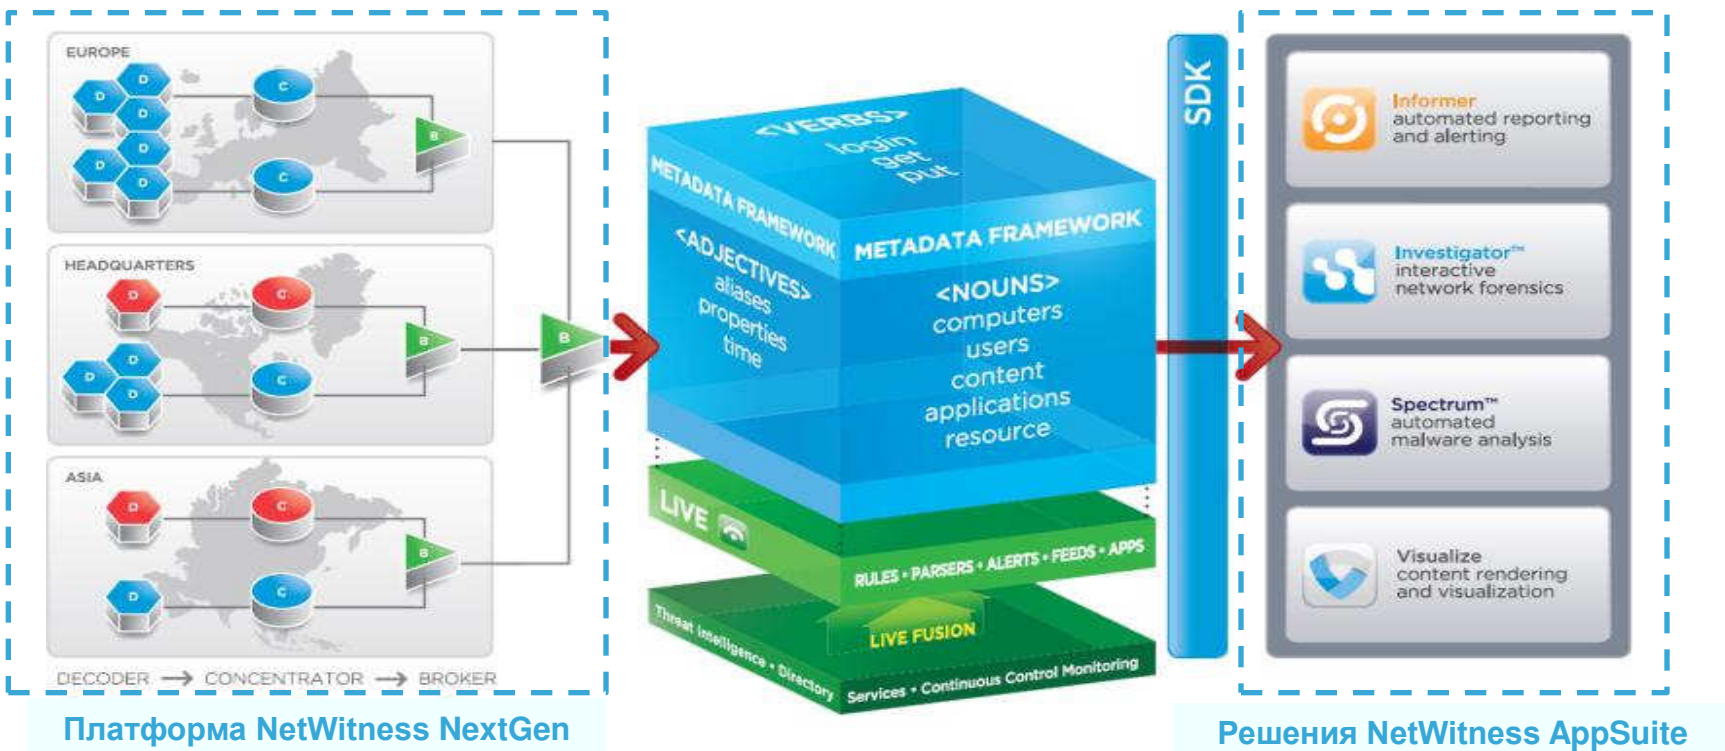 EUROPE
D
D
D
D
D
D
C
C
B
HEADQUARTERS
D
C
D
D
D
C
B
B
ASIA
D
C
D
C
B
DECODER → CONCENTRATOR → BROKER
Платформа NetWitness NextGen
<VERBS>
login
get
put
METADATA FRAMEWORK
<ADJECTIVES>
aliases
properties
time
METADATA FRAMEWORK
<NOUNS>
computers
users
content
applications
resource
LIVE
RULES • PARSERS • ALERTS • FEEDS • APPS
LIVE FUSION
Threat Intelligence • Directory
Services • Continuous Control Monitoring
SDK
Informer
automated reporting
and alerting
Investigator™
interactive
network forensics
Spectrum™
automated
malware analysis
Visualize
content rendering
and visualization
Решения NetWitness AppSuite